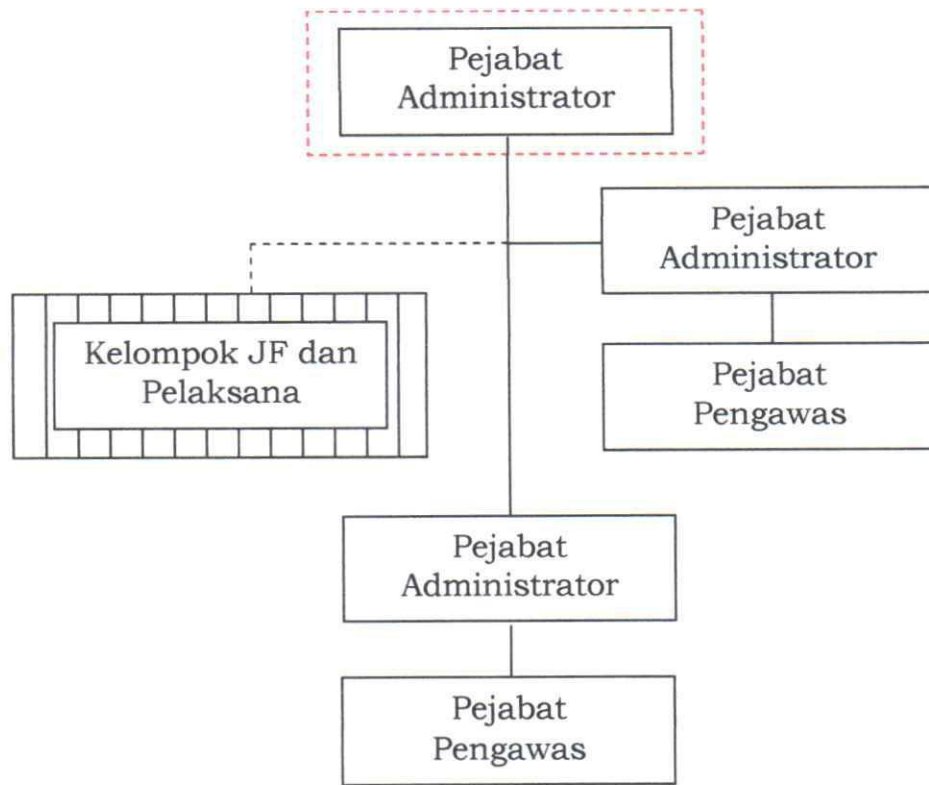 Pejabat
Administrator
Pejabat
Administrator
Kelompok JF dan
Pelaksana
Pejabat
Pengawas
Pejabat
Administrator
Pejabat
Pengawas